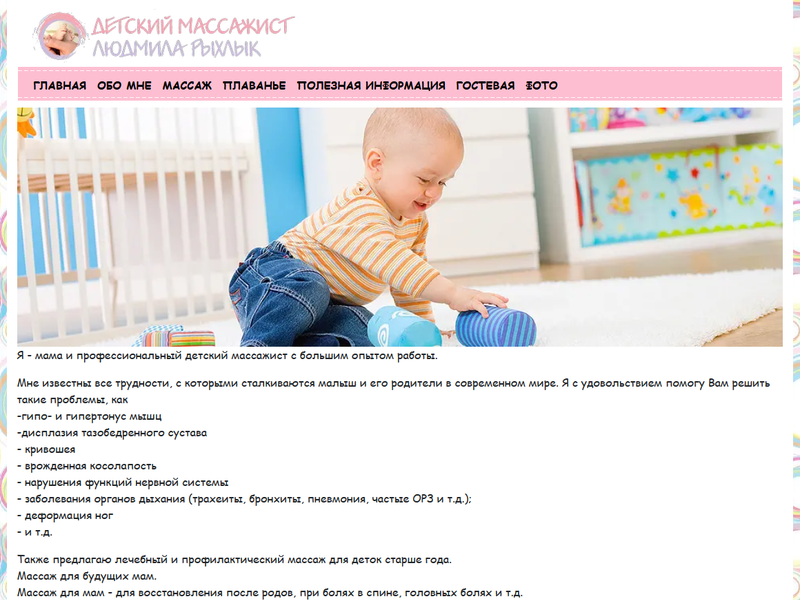 ДЕТСКИЙ МАССАЖИСТ
ЛЮДМИЛА РЫХЛЫК
ГЛАВНАЯ ОБО МНЕ МАССАЖ ПЛАВАНЬЕ ПОЛЕЗНАЯ ИНФОРМАЦИЯ ГОСТЕВАЯ ФОТО
Я - мама и профессиональный детский массажист с большим опытом работы.
Мне известны все трудности, с которыми сталкиваются малыш и его родители в современном мире. Я с удовольствием помогу Вам решить
такие проблемы, как
-гипо- и гипертонус мышц
-дисплазия тазобедренного сустава
- кривошея
- врожденная косолапость
- нарушения функций нервной системы
- заболевания органов дыхания (трахеиты, бронхиты, пневмония, частые ОРЗ и т.д.);
- деформация ног
- и т.д.
Также предлагаю лечебный и профилактический массаж для деток старше года.
Массаж для будущих мам.
Массаж для мам - для восстановления после родов, при болях в спине, головных болях и т.д.